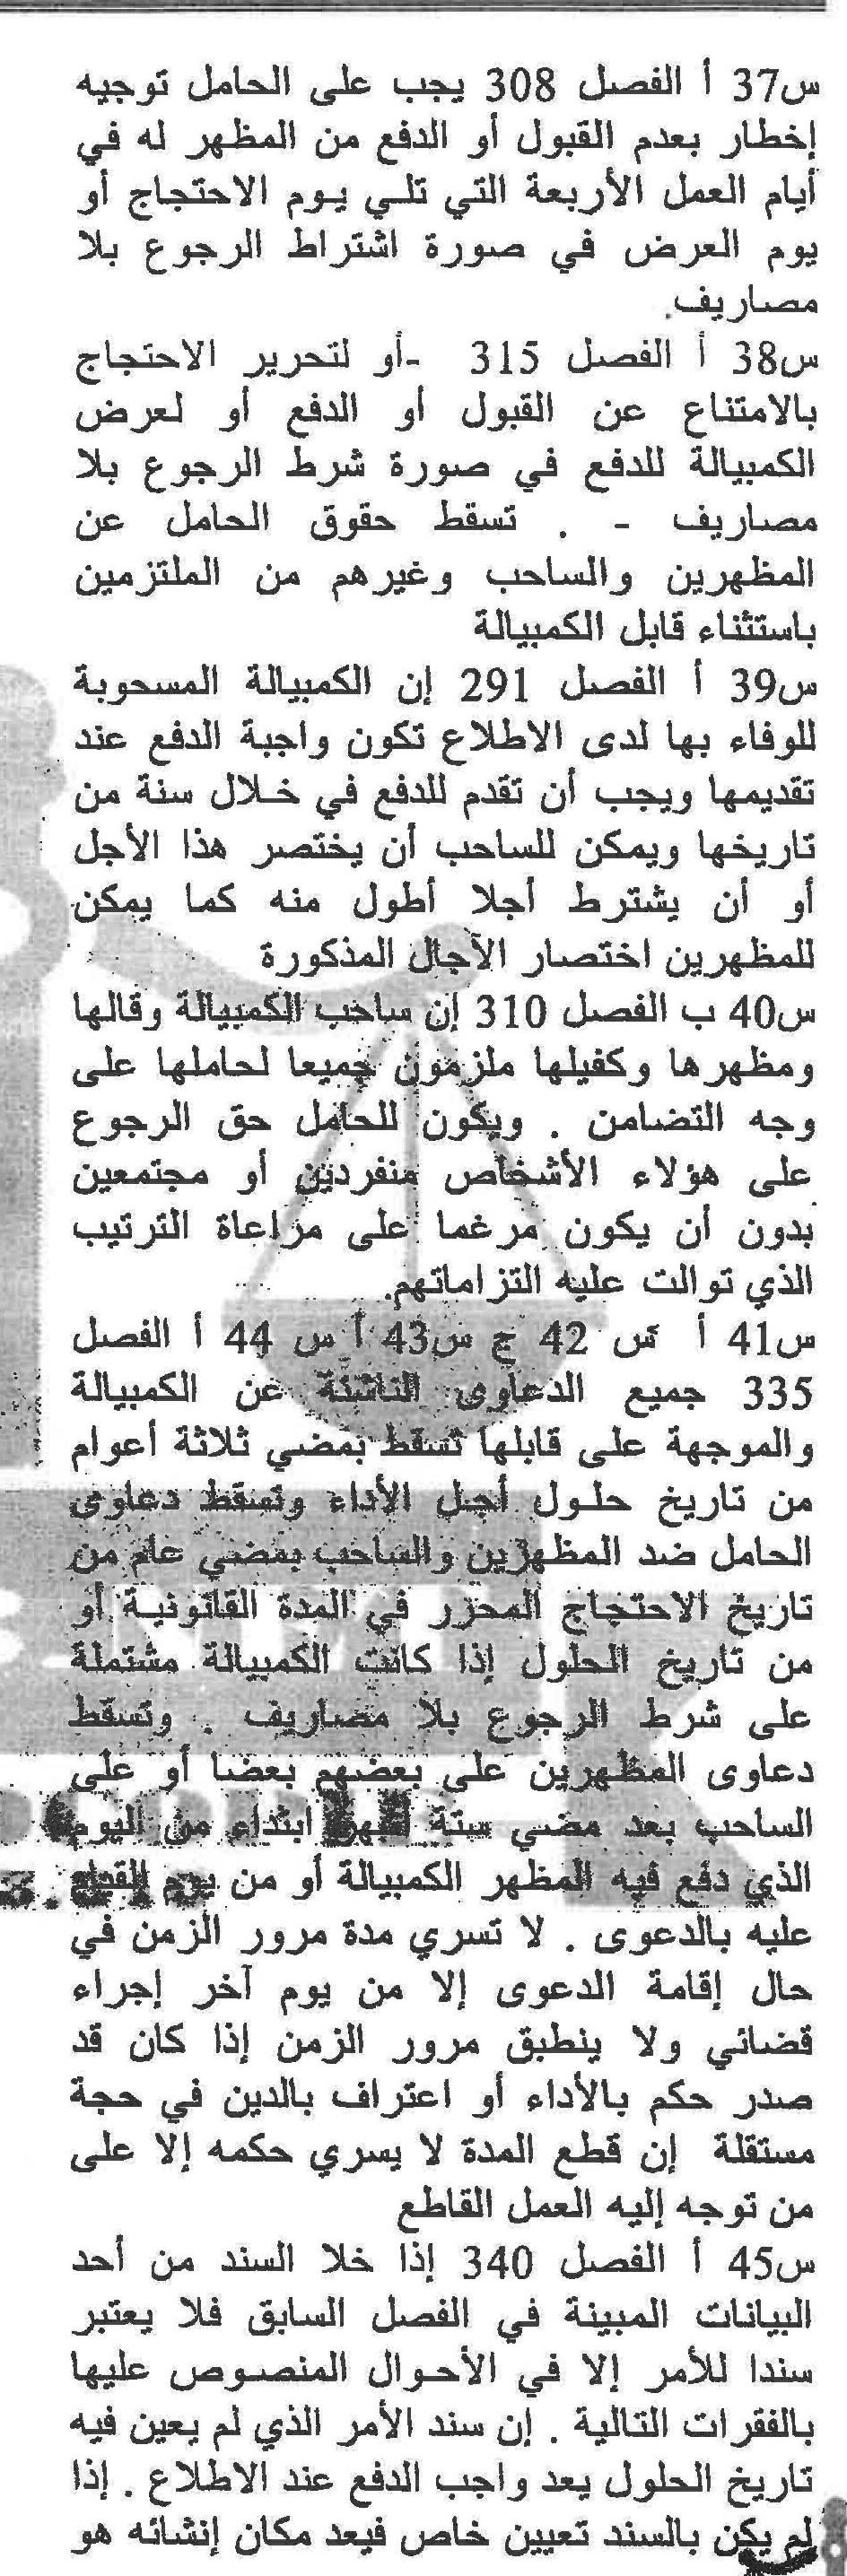 س37 أ الفصل 308 يجب على الحامل توجيه
إخطار بعدم القبول أو الدفع من المظهر له في
أيام العمل الأربعة التي تلي يوم الاحتجاج أو
يوم العرض في صورة اشتراط الرجوع بلا
مصاريف.
س38 أ الفصل 315 -أو لتحرير الاحتجاج
بالامتناع عن القبول أو الدفع أو لعرض
الكمبيالة للدفع في صورة شرط الرجوع بلا
مصاريف - . تسقط حقوق الحامل عن
المظهرين والساحب وغيرهم من الملتزمين
باستثناء قابل الكمبيالة
س39 أ الفصل 291 إن الكمبيالة المسحوبة
للوفاء بها لدى الاطلاع تكون واجبة الدفع عند
تقديمها ويجب أن تقدم للدفع في خلال سنة من
تاريخها ويمكن للساحب أن يختصر هذا الأجل
أو أن يشترط أجلا أطول منه كما يمكن
للمظهرين اختصار الآجال المذكورة
س40 ب الفصل 310 إن ساحب الكمبيالة وقالها
ومظهرها وكفيلها ملزمون جميعا لحاملها على
وجه التضامن . ويكون للحامل حق الرجوع
على هؤلاء الأشخاص منفردين أو مجتمعين
بدون أن يكون مرغما على مراعاة الترتيب
الذي توالت عليه التزاماتهم.
س41 أ س 42 ج س43 أ س 44 أ الفصل
335 جميع الدعاوى الناشئة عن الكمبيالة
والموجهة على قابلها تسقط بمضي ثلاثة أعوام
من تاريخ حلول أجل الأداء وتسقط دعاوى
الحامل ضد المظهرين والساحب بمضي عام من
تاريخ الاحتجاج المحرر في المدة القانونية أو
من تاريخ الحلول إذا كانت الكمبيالة مشتملة
على شرط الرجوع بلا مصاريف . وتسقط
دعاوى المظهرين على بعضهم بعضا أو على
الساحب بعد مضي ستة أشهر ابتداء من اليوم
الذي دفع فيه المظهر الكمبيالة أو من يوم القيام
عليه بالدعوى . لا تسري مدة مرور الزمن في
حال إقامة الدعوى إلا من يوم آخر إجراء
قضائي ولا ينطبق مرور الزمن إذا كان قد
صدر حكم بالأداء أو اعتراف بالدين في حجة
مستقلة إن قطع المدة لا يسري حكمه إلا على
من توجه إليه العمل القاطع
س45 أ الفصل 340 إذا خلا السند من أحد
البيانات المبينة في الفصل السابق فلا يعتبر
سندا للأمر إلا في الأحوال المنصوص عليها
بالفقرات التالية . إن سند الأمر الذي لم يعين فيه
تاريخ الحلول يعد واجب الدفع عند الاطلاع . إذا
لم يكن بالسند تعيين خاص فيعد مكان إنشائه هو